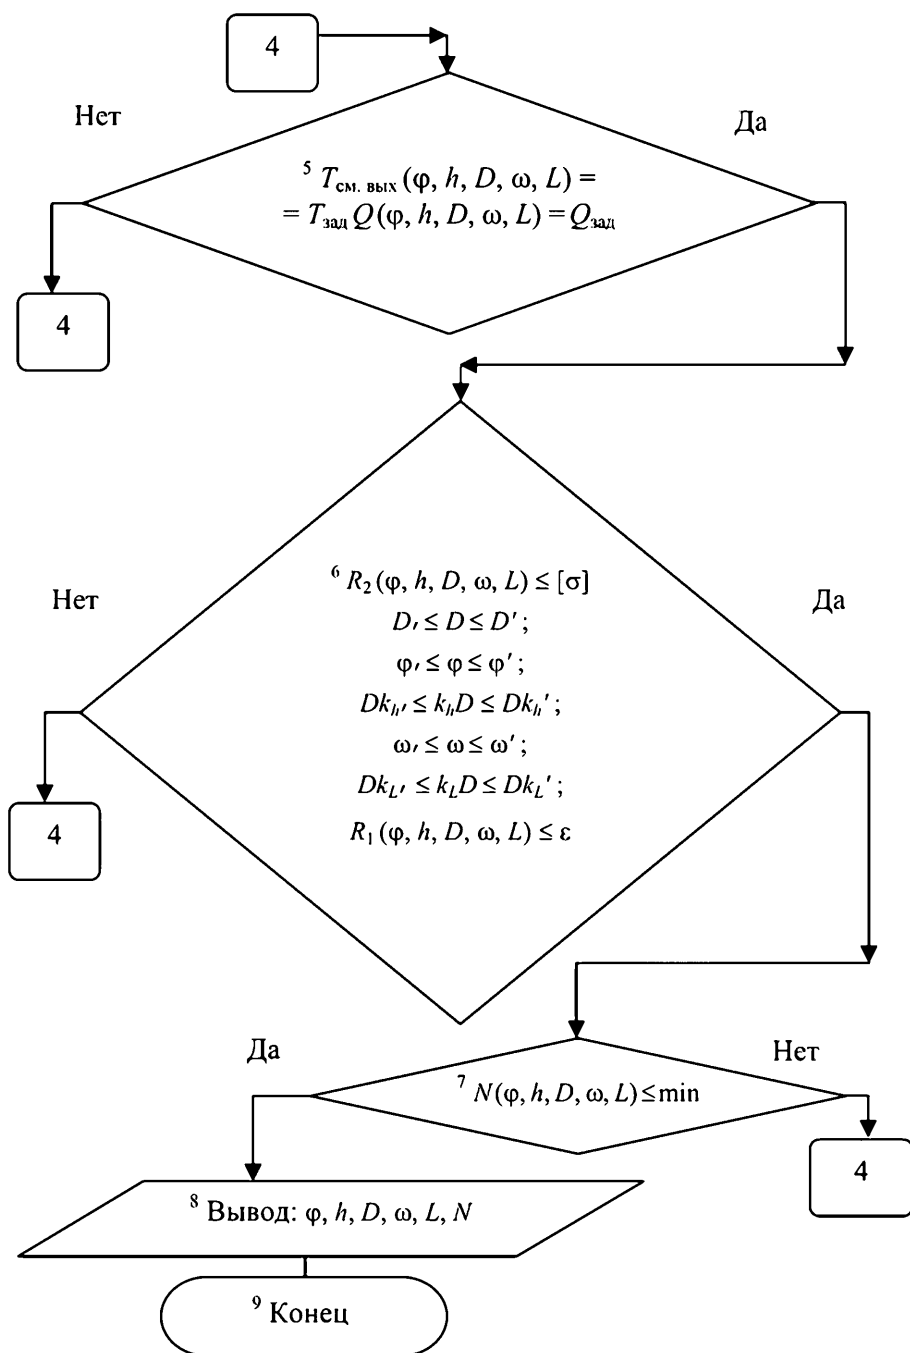 4
Нет
Да
⁵ Tсм. вых (φ, h, D, ω, L) =
= Tзад Q(φ, h, D, ω, L) = Qзад
4
Нет
Да
⁶ R₂(φ, h, D, ω, L) ≤ [σ]
D′ ≤ D ≤ D′;
φ′ ≤ φ ≤ φ′;
Dkh′ ≤ khD ≤ Dkh′;
ω′ ≤ ω ≤ ω′;
DkL′ ≤ kLD ≤ DkL′;
R₁(φ, h, D, ω, L) ≤ ε
4
Да
Нет
⁷ N(φ, h, D, ω, L) ≤ min
4
⁸ Вывод: φ, h, D, ω, L, N
⁹ Конец